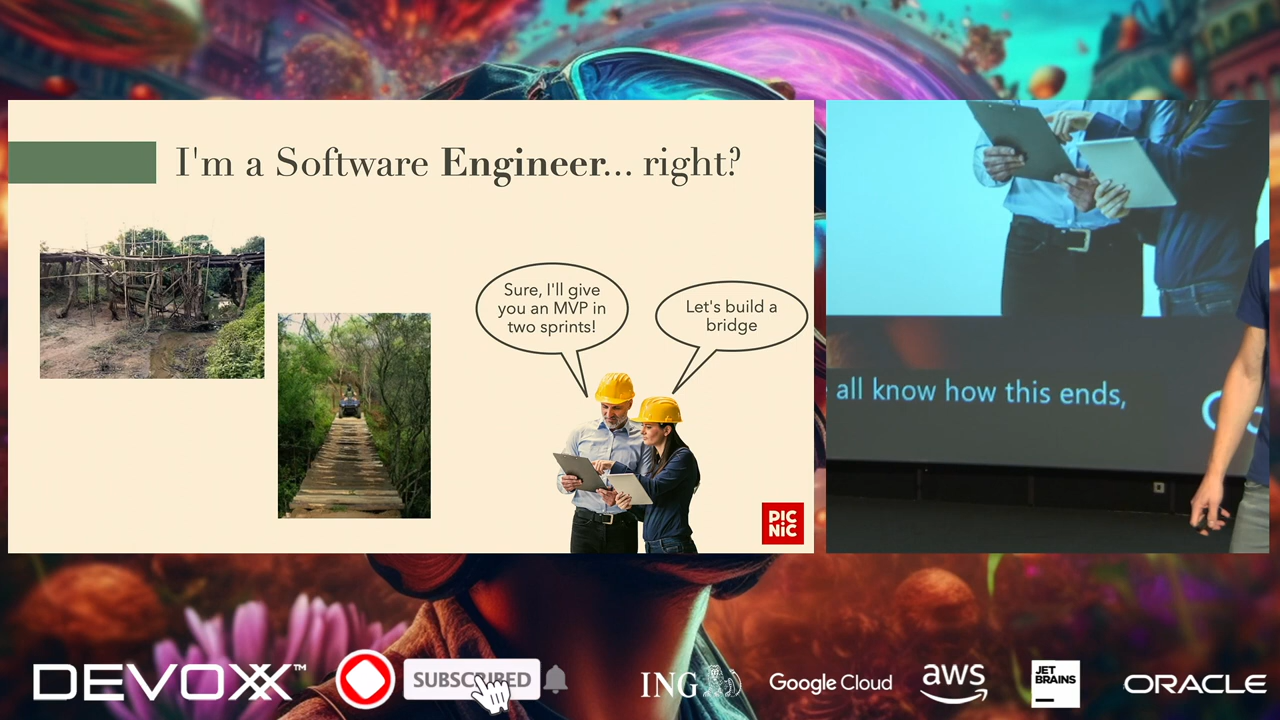 I'm a Software Engineer... right?
Sure, I'll give
you an MVP in
two sprints!
Let's build a
bridge
PIC
NiC
all know how this ends,
DEVOXX™
SUBSCRIBED
ING
Google Cloud
aws
JET
BRAINS
ORACLE